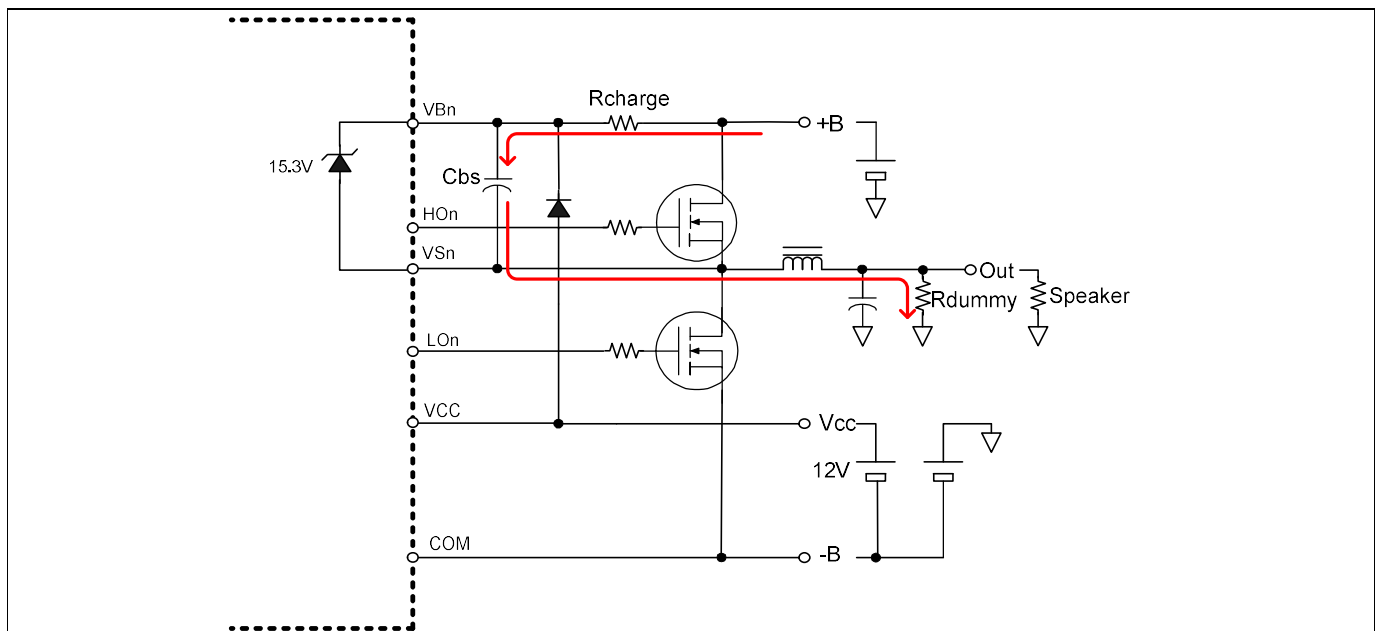 VBn
Rcharge
+B
15.3V
Cbs
HOn
VSn
Out
Rdummy
Speaker
LOn
VCC
Vcc
12V
COM
-B